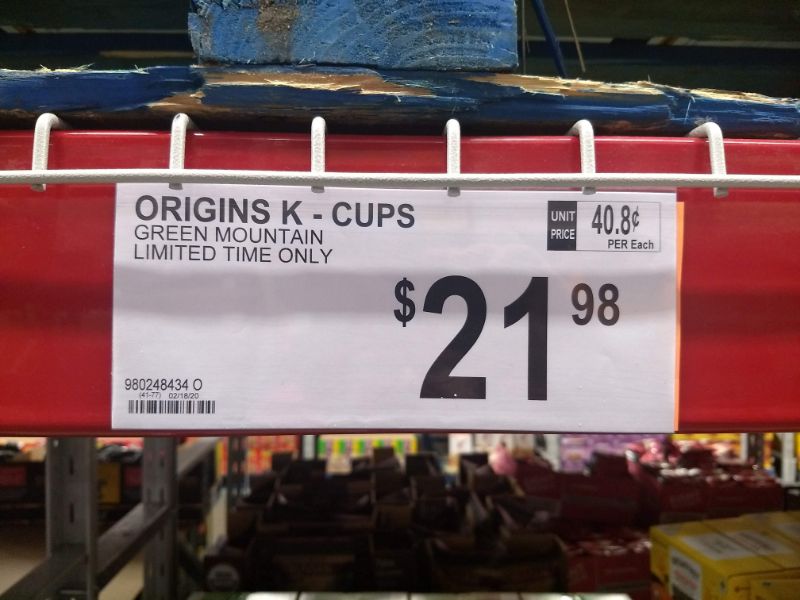 ORIGINS K - CUPS
GREEN MOUNTAIN
LIMITED TIME ONLY
UNIT PRICE
40.8¢
PER Each
$21 98
980248434 O
(41-77) 02/18/20